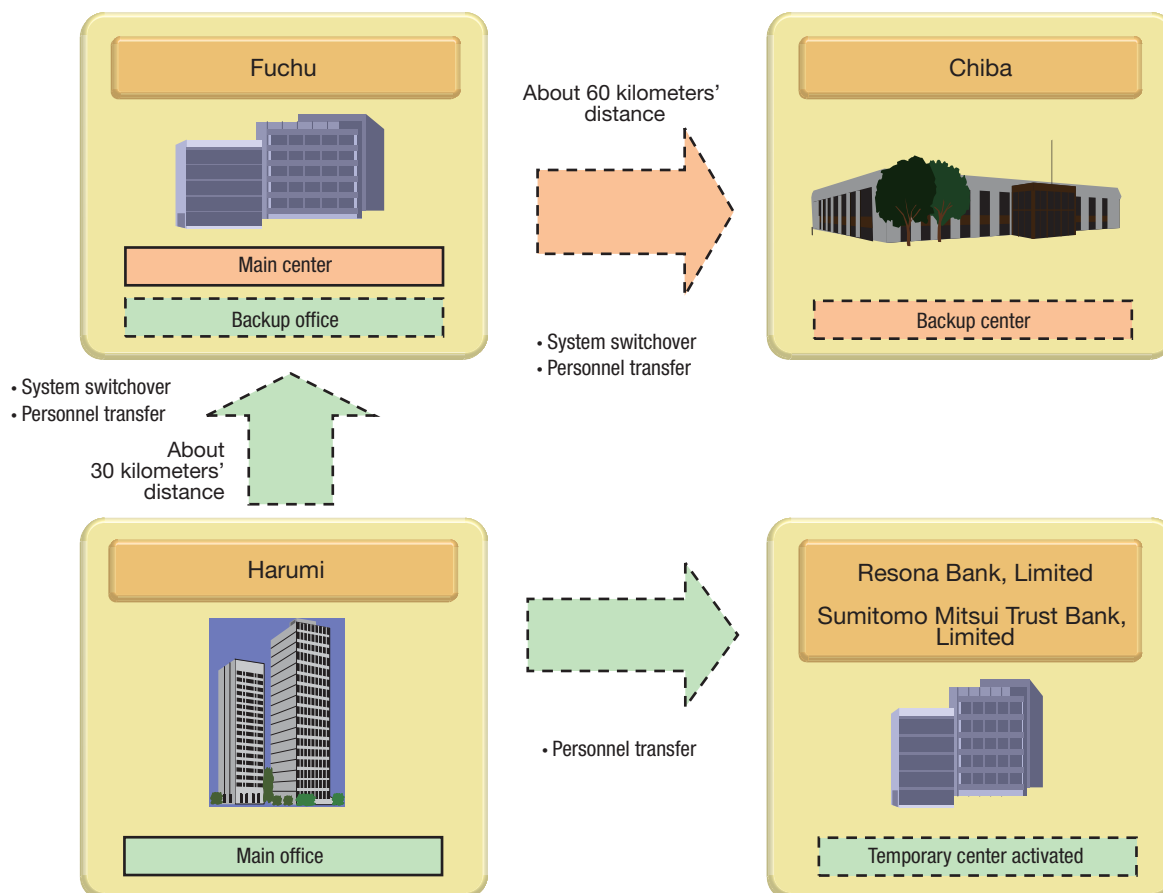 Fuchu
Main center
Backup office
About 60 kilometers’
distance
• System switchover
• Personnel transfer
Chiba
Backup center
• System switchover
• Personnel transfer
About
30 kilometers’
distance
Harumi
Main office
• Personnel transfer
Resona Bank, Limited
Sumitomo Mitsui Trust Bank,
Limited
Temporary center activated